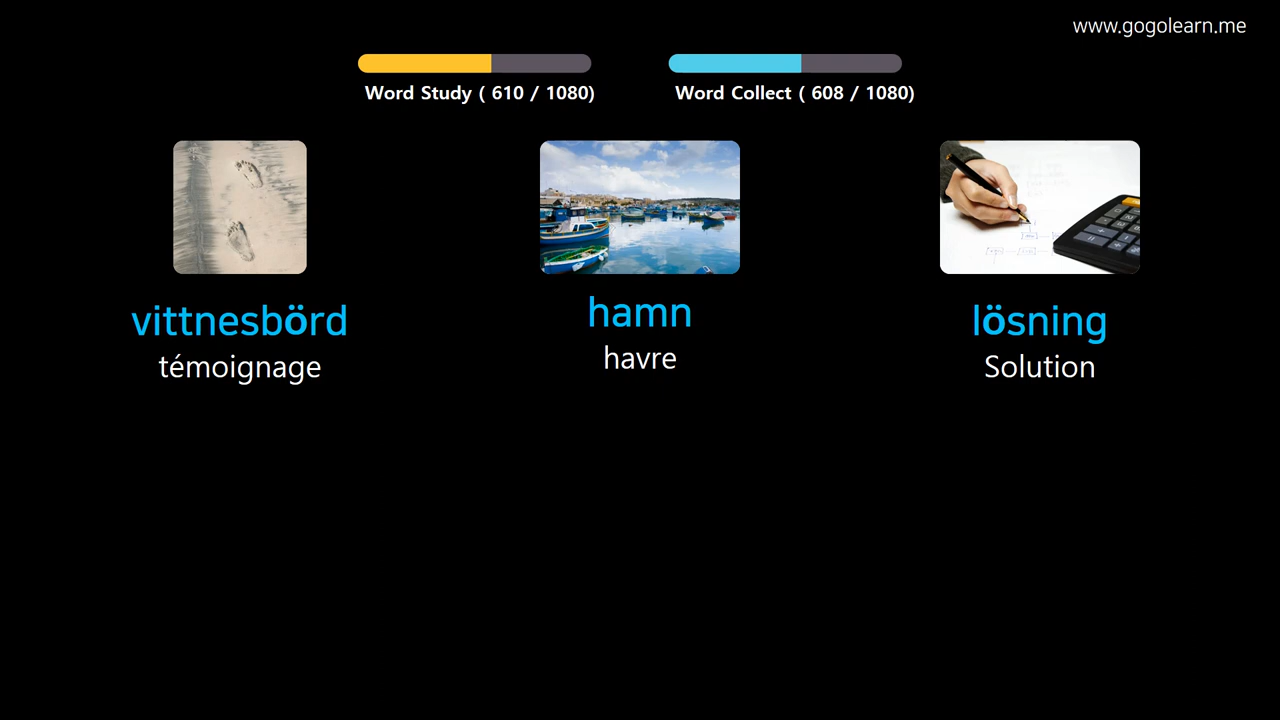 www.gogolearn.me
Word Study ( 610 / 1080)
Word Collect ( 608 / 1080)
vittnesbörd
témoignage
hamn
havre
lösning
Solution